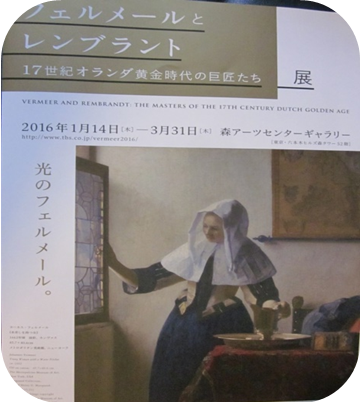 フェルメールと
レンブラント
17世紀オランダ黄金時代の巨匠たち 展
VERMEER AND REMBRANDT: THE MASTERS OF THE 17TH CENTURY DUTCH GOLDEN AGE
2016年1月14日[木]—3月31日[木] 森アーツセンターギャラリー
http://www.tbs.co.jp/vermeer2016/
光のフェルメール。